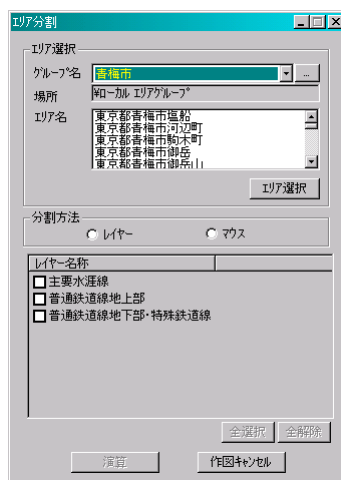 ｴﾘｱ分割
ｴﾘｱ選択
ｸﾞﾙｰﾌﾟ名 青梅市 ...
場所 ¥ﾛｰｶﾙ ｴﾘｱｸﾞﾙｰﾌﾟ
ｴﾘｱ名 東京都青梅市塩船
東京都青梅市河辺町
東京都青梅市駒木町
東京都青梅市御岳
東京都青梅市御岳山
ｴﾘｱ選択
分割方法
ﾚｲﾔｰ ﾏｳｽ
ﾚｲﾔｰ名称
主要水涯線
普通鉄道線地上部
普通鉄道線地下部･特殊鉄道線
全選択 全解除
演算 作図ｷｬﾝｾﾙ